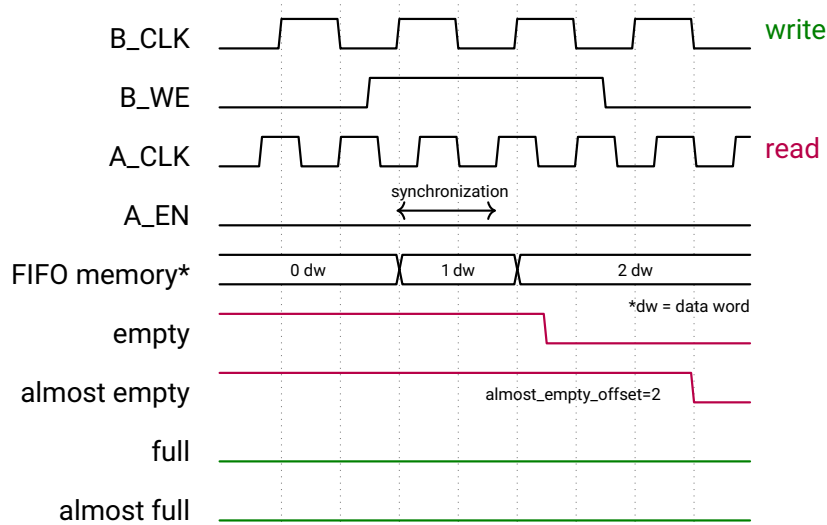 B_CLK
write
B_WE
A_CLK
read
synchronization
A_EN
FIFO memory*
0 dw
1 dw
2 dw
*dw = data word
empty
almost empty
almost_empty_offset=2
full
almost full